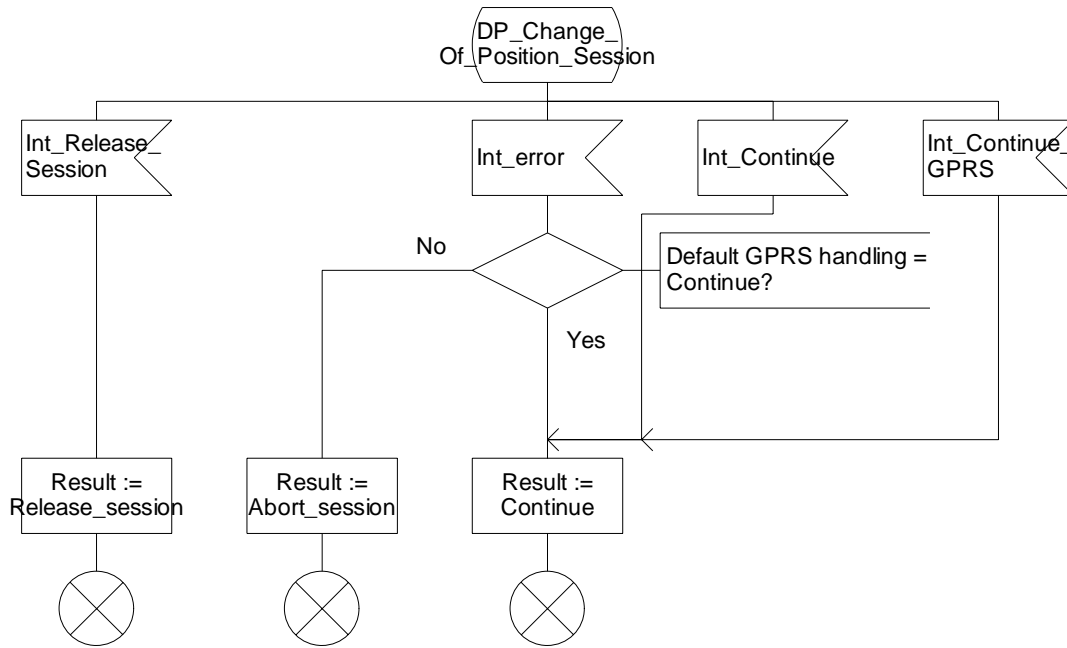 DP_Change_
Of_Position_Session
Int_Release_
Session
Int_error
Int_Continue
Int_Continue_
GPRS
No
Default GPRS handling =
Continue?
Yes
Result :=
Release_session
Result :=
Abort_session
Result :=
Continue